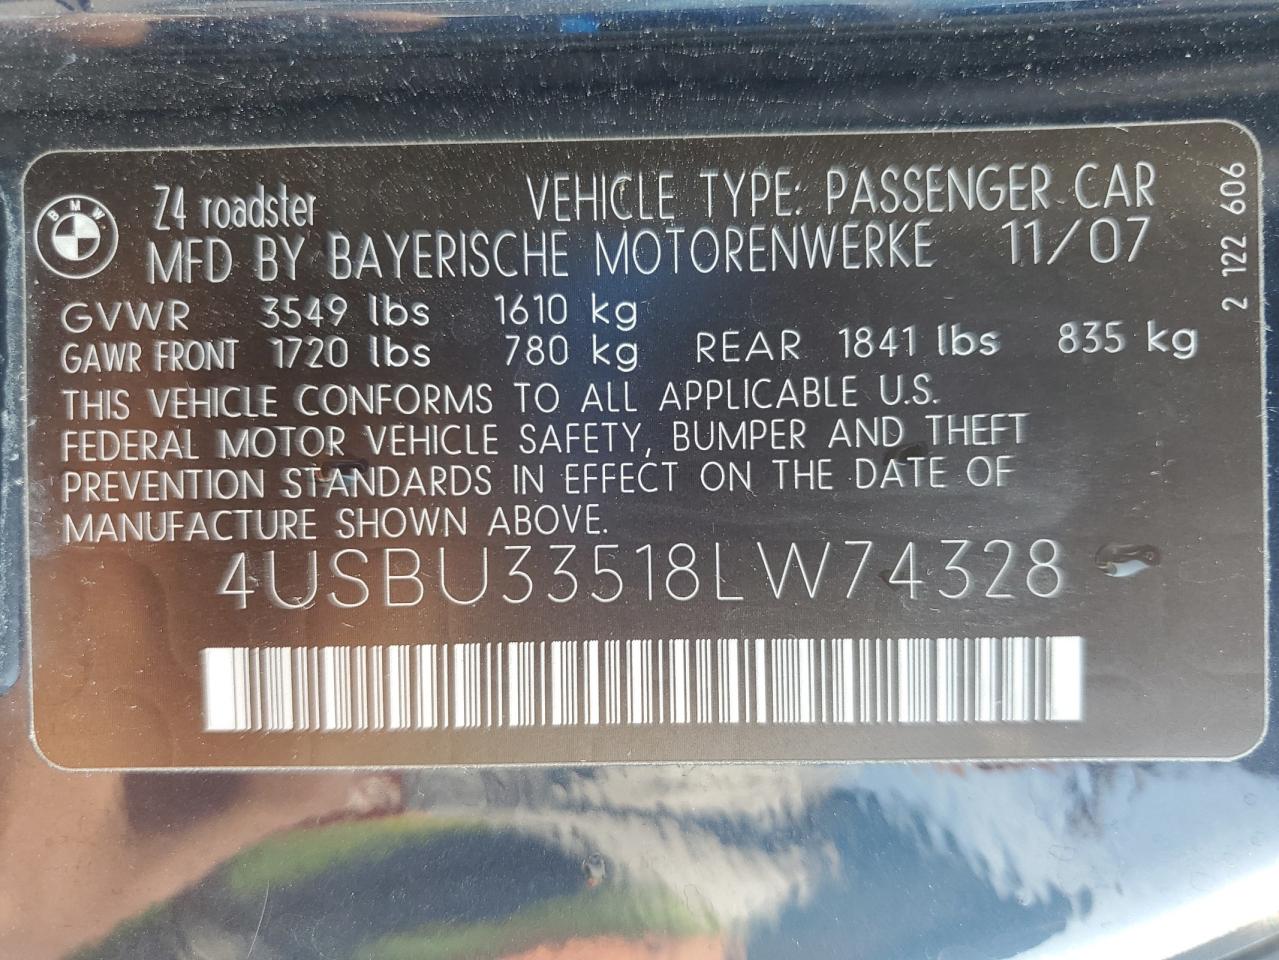 BMW
Z4 roadster VEHICLE TYPE: PASSENGER CAR
MFD BY BAYERISCHE MOTORENWERKE 11/07
GVWR 3549 lbs 1610 kg
GAWR FRONT 1720 lbs 780 kg REAR 1841 lbs 835 kg
THIS VEHICLE CONFORMS TO ALL APPLICABLE U.S.
FEDERAL MOTOR VEHICLE SAFETY, BUMPER AND THEFT
PREVENTION STANDARDS IN EFFECT ON THE DATE OF
MANUFACTURE SHOWN ABOVE.
4USBU33518LW74328
2 122 606